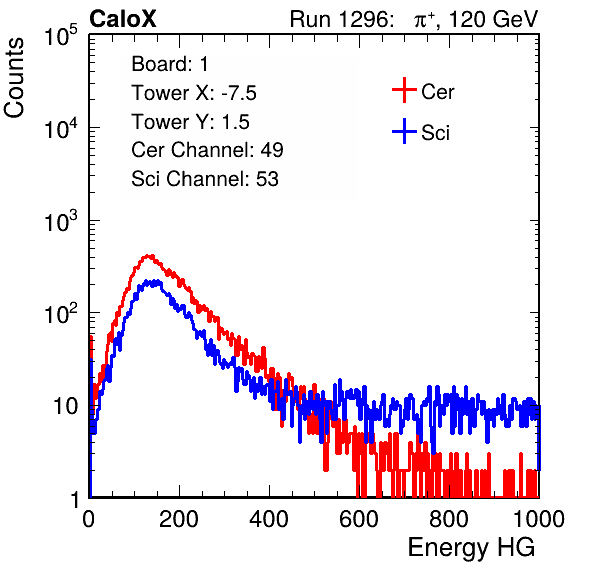 CaloX
Run 1296: π⁺, 120 GeV
Counts
10⁵
10⁴
10³
10²
10
1
Board: 1
Tower X: -7.5
Tower Y: 1.5
Cer Channel: 49
Sci Channel: 53
Cer
Sci
0 200 400 600 800 1000
Energy HG